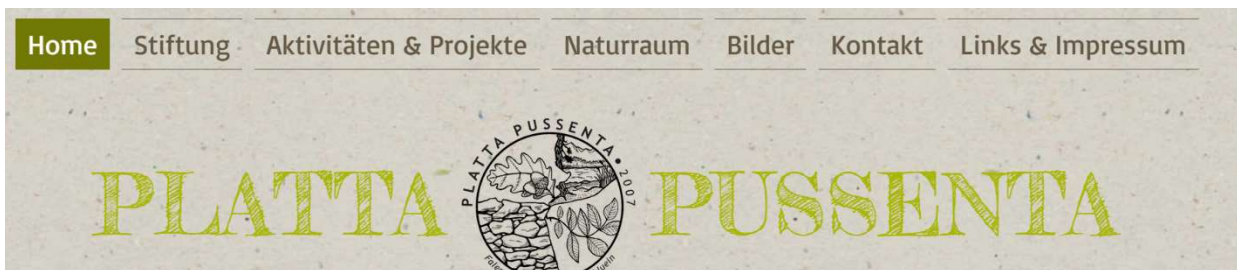 Home Stiftung Aktivitäten & Projekte Naturraum Bilder Kontakt Links & Impressum
PLATTA PUSSENTA • 2007
PLATTA PUSSENTA